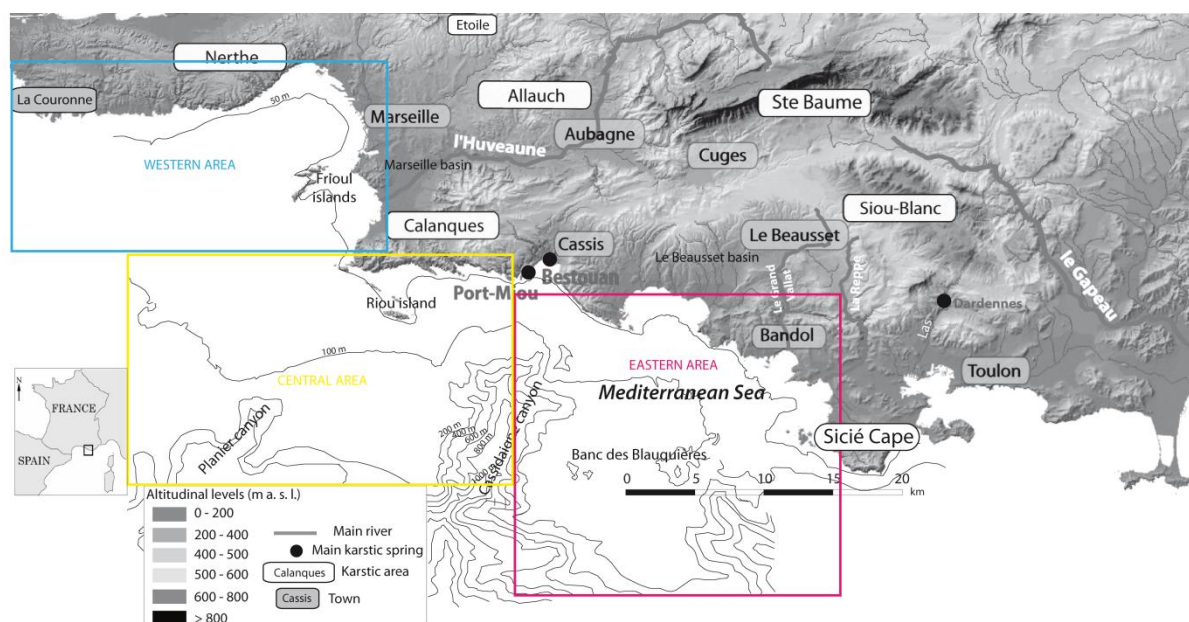 Etoile
Nerthe
La Couronne
50 m
Allauch
Ste Baume
Marseille
Aubagne
l'Huveaune
Cuges
WESTERN AREA
Marseille basin
Frioul
islands
Siou-Blanc
Calanques
Le Beausset
Cassis
Le Beausset basin
Bestouan
Port-Miou
le Gapeau
Le Grand
Vallat
La Reppe
Riou island
Dardennes
Las
Bandol
100 m
EASTERN AREA
CENTRAL AREA
Toulon
Mediterranean Sea
N
FRANCE
SPAIN
Planier canyon
200 m
400 m
600 m
800 m
1000
Cassidaigne canyon
Sicié Cape
Banc des Blauquières
0 5 10 15 20
km
Altitudinal levels (m a. s. l.)
0 - 200
200 - 400
400 - 500
500 - 600
600 - 800
> 800
Main river
Main karstic spring
Calanques Karstic area
Cassis Town